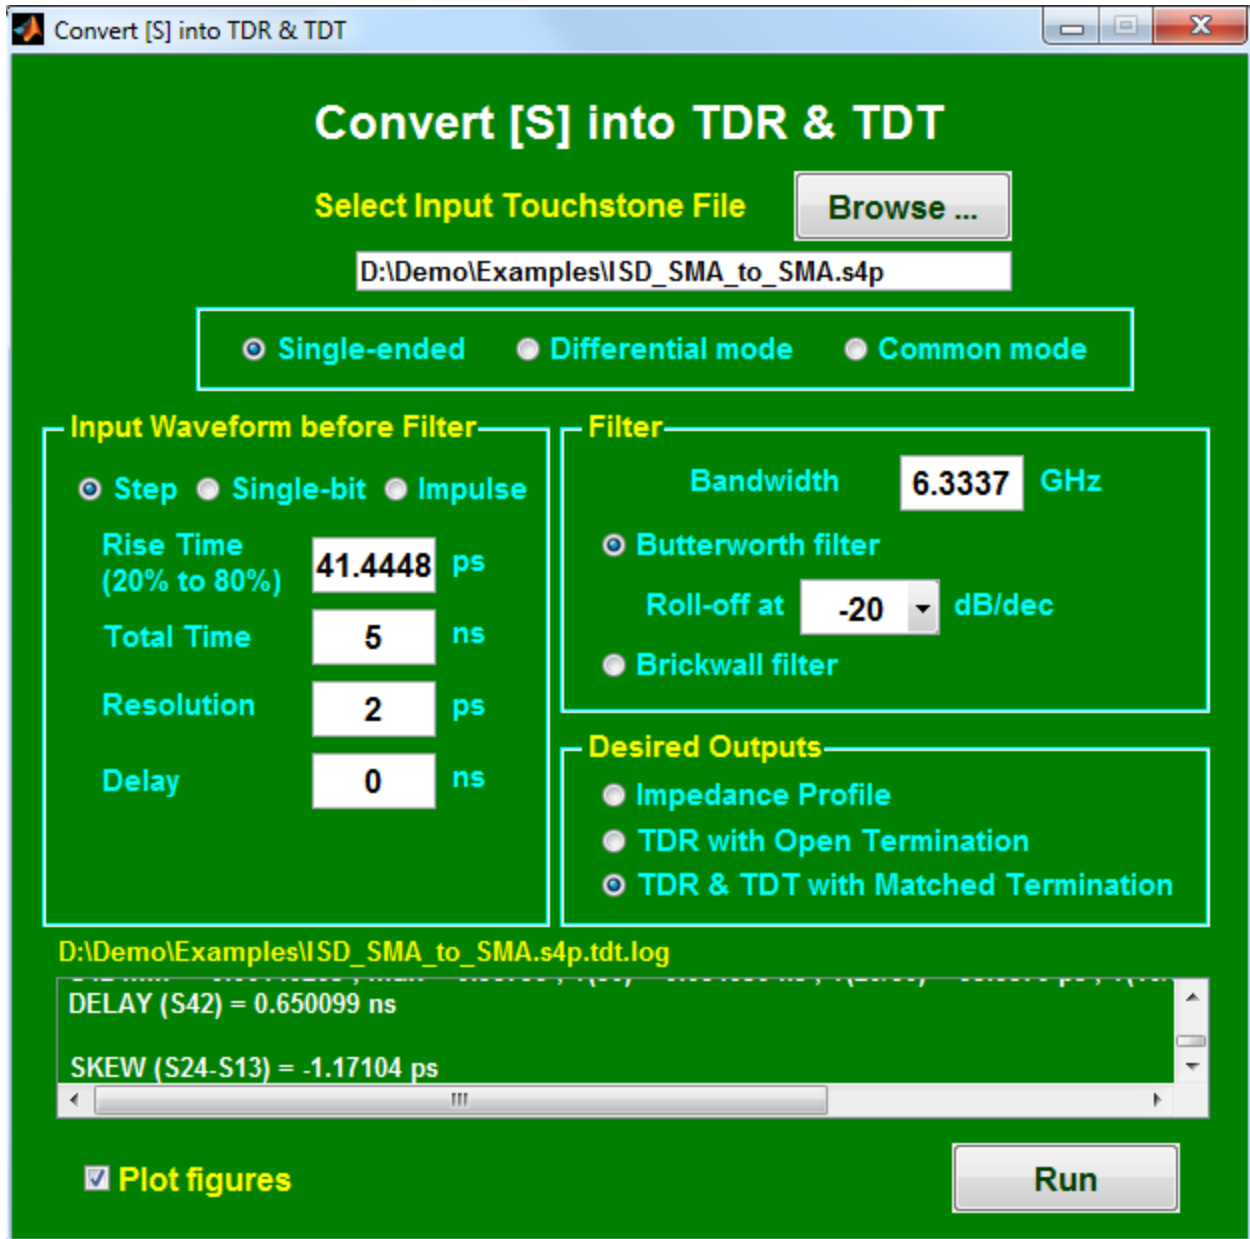 Convert [S] into TDR & TDT
Convert [S] into TDR & TDT
Select Input Touchstone File
Browse ...
D:\Demo\Examples\ISD_SMA_to_SMA.s4p
Single-ended Differential mode Common mode
Input Waveform before Filter
Step Single-bit Impulse
Rise Time
(20% to 80%)
41.4448 ps
Total Time 5 ns
Resolution 2 ps
Delay 0 ns
Filter
Bandwidth 6.3337 GHz
Butterworth filter
Roll-off at -20 dB/dec
Brickwall filter
Desired Outputs
Impedance Profile
TDR with Open Termination
TDR & TDT with Matched Termination
D:\Demo\Examples\ISD_SMA_to_SMA.s4p.tdt.log
DELAY (S42) = 0.650099 ns
SKEW (S24-S13) = -1.17104 ps
Plot figures
Run